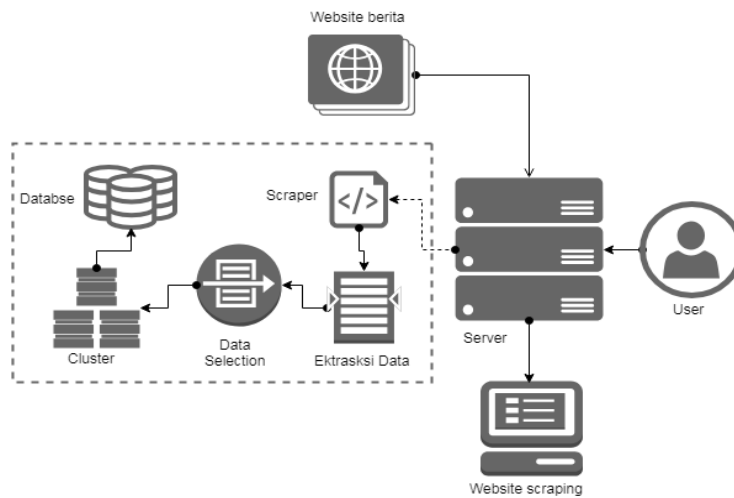 Website berita
Scraper
</>
Databse
User
Server
Data
Selection
Ektrasksi Data
Cluster
Website scraping